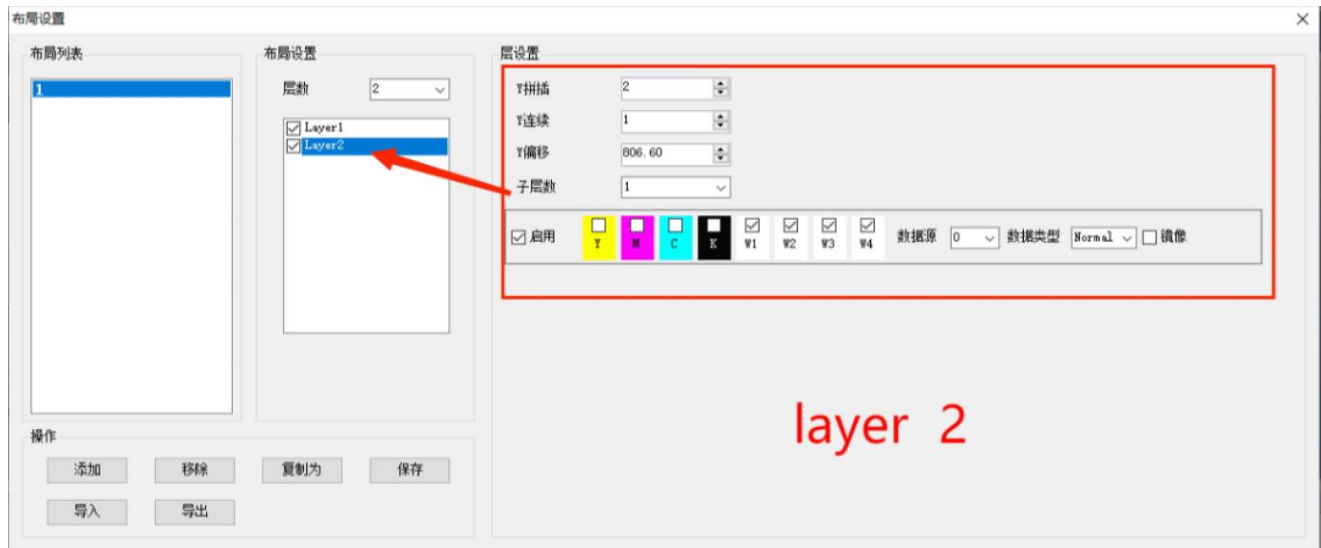 布局设置
布局列表
1
布局设置
层数 2
Layer1
Layer2
层设置
Y拼插 2
Y连续 1
Y偏移 806.60
子层数 1
启用 Y M C K W1 W2 W3 W4 数据源 0 数据类型 Normal 镜像
layer 2
操作
添加 移除 复制为 保存
导入 导出